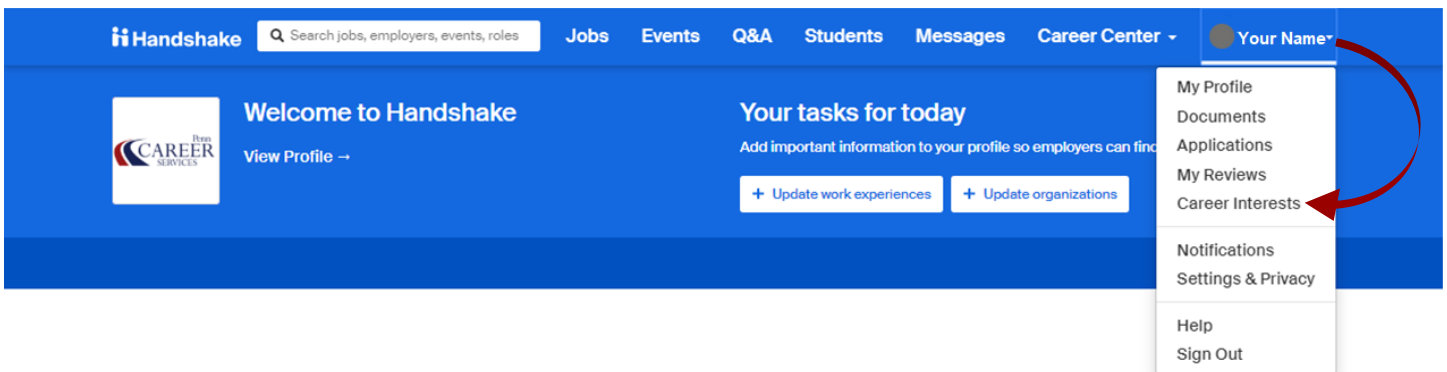 Handshake
Search jobs, employers, events, roles
Jobs
Events
Q&A
Students
Messages
Career Center
Your Name
Penn
CAREER
SERVICES
Welcome to Handshake
View Profile →
Your tasks for today
Add important information to your profile so employers can find
+ Update work experiences
+ Update organizations
My Profile
Documents
Applications
My Reviews
Career Interests
Notifications
Settings & Privacy
Help
Sign Out